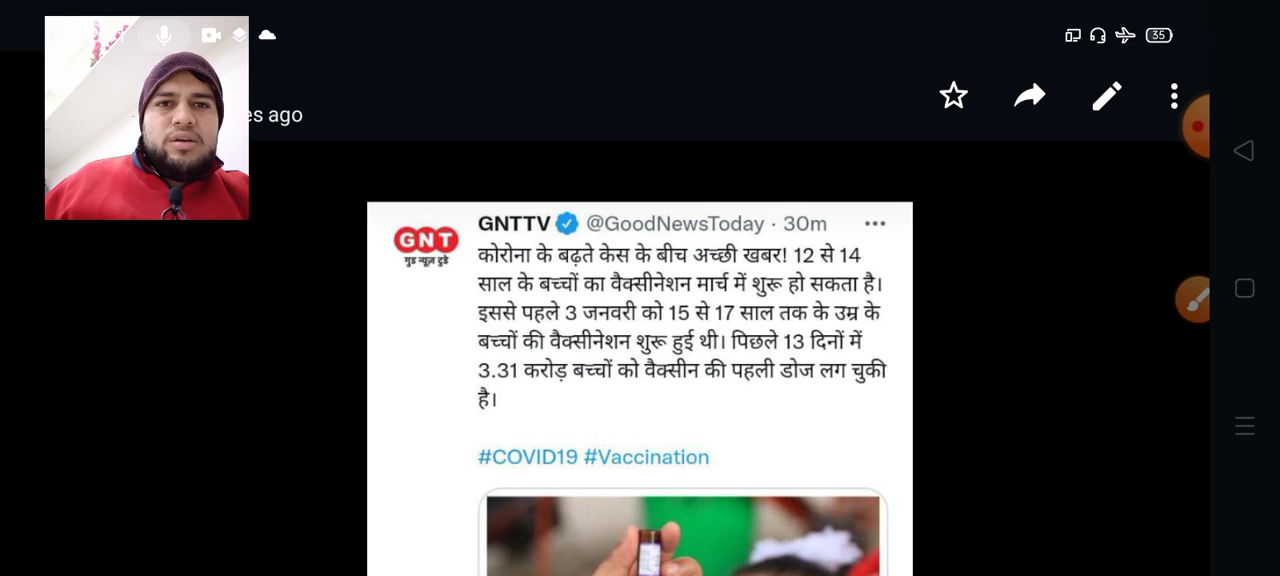 35
es ago
GNTTV @GoodNewsToday · 30m
GNT
गुड न्यूज़ टुडे
कोरोना के बढ़ते केस के बीच अच्छी खबर! 12 से 14
साल के बच्चों का वैक्सीनेशन मार्च में शुरू हो सकता है।
इससे पहले 3 जनवरी को 15 से 17 साल तक के उम्र के
बच्चों की वैक्सीनेशन शुरू हुई थी। पिछले 13 दिनों में
3.31 करोड़ बच्चों को वैक्सीन की पहली डोज लग चुकी
है।
#COVID19 #Vaccination